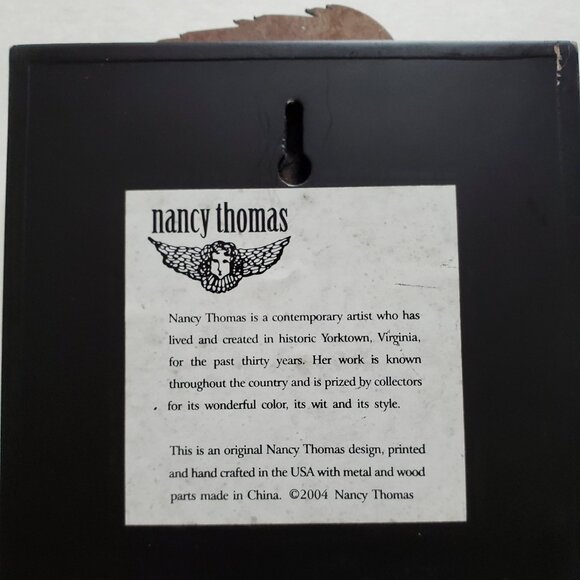 nancy thomas
Nancy Thomas is a contemporary artist who has
lived and created in historic Yorktown, Virginia,
for the past thirty years. Her work is known
throughout the country and is prized by collectors
for its wonderful color, its wit and its style.
This is an original Nancy Thomas design, printed
and hand crafted in the USA with metal and wood
parts made in China. ©2004 Nancy Thomas